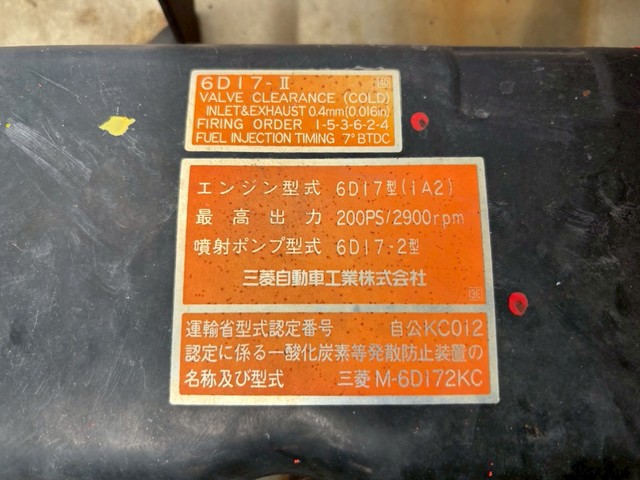 6D17-Ⅱ
VALVE CLEARANCE (COLD)
INLET&EXHAUST 0.4mm(0.016in)
FIRING ORDER 1-5-3-6-2-4
FUEL INJECTION TIMING 7°BTDC
エンジン型式 6D17型(1A2)
最高出力 200PS/2900rpm
噴射ポンプ型式 6D17-2型
三菱自動車工業株式会社
運輸省型式認定番号 自公KC012
認定に係る一酸化炭素等発散防止装置の
名称及び型式 三菱 M-6D172KC